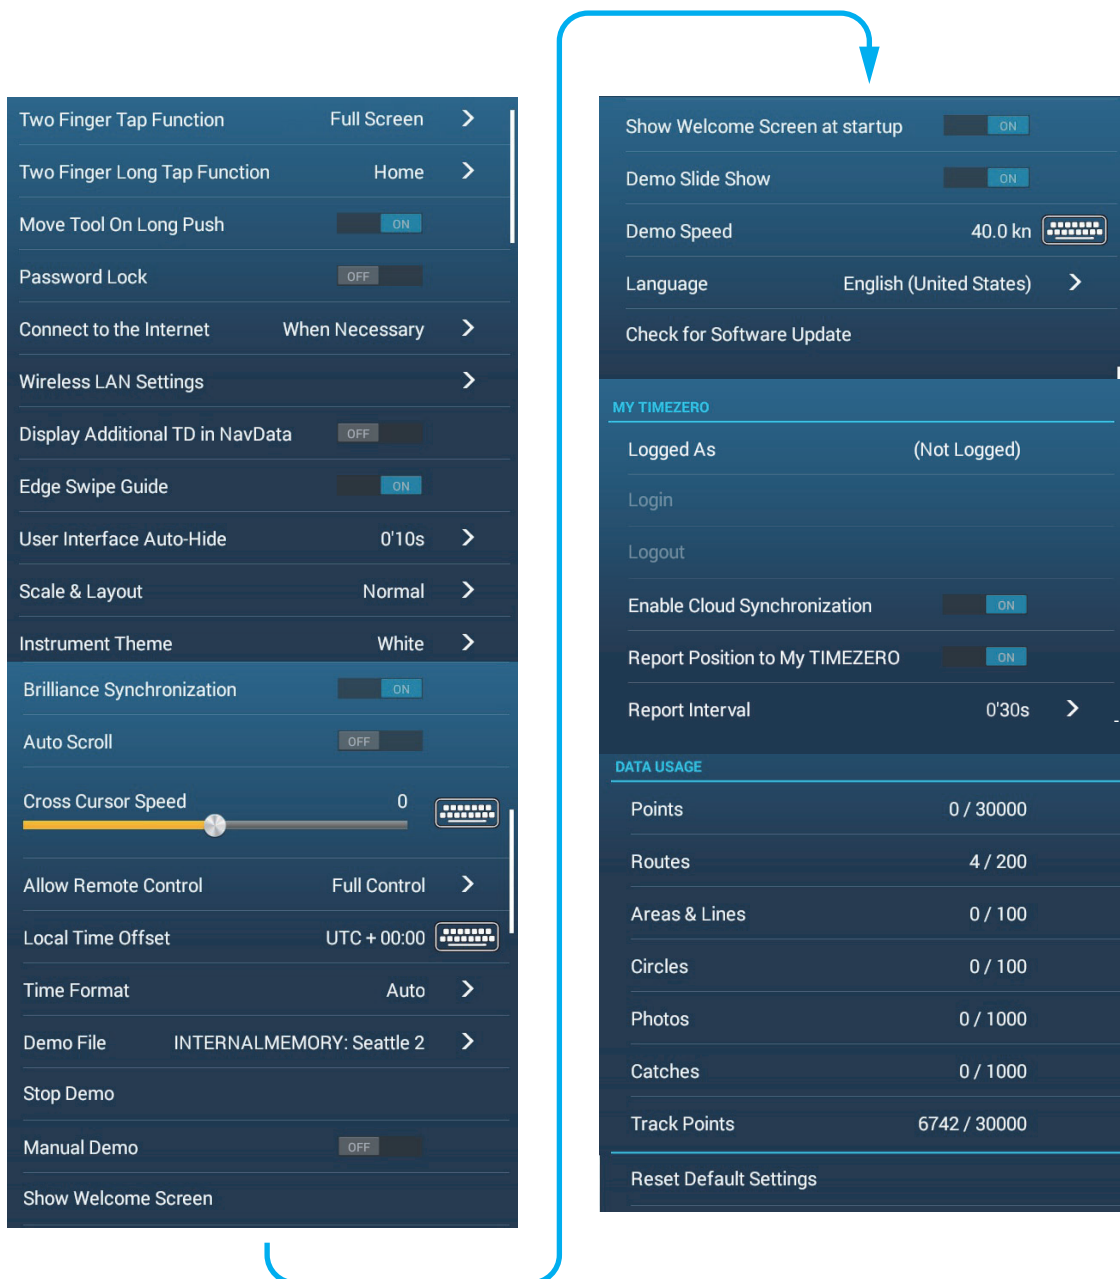 Two Finger Tap Function Full Screen
Two Finger Long Tap Function Home
Move Tool On Long Push ON
Password Lock OFF
Connect to the Internet When Necessary
Wireless LAN Settings
Display Additional TD in NavData OFF
Edge Swipe Guide ON
User Interface Auto-Hide 0'10s
Scale & Layout Normal
Instrument Theme White
Brilliance Synchronization ON
Auto Scroll OFF
Cross Cursor Speed 0
Allow Remote Control Full Control
Local Time Offset UTC + 00:00
Time Format Auto
Demo File INTERNALMEMORY: Seattle 2
Stop Demo
Manual Demo OFF
Show Welcome Screen
Show Welcome Screen at startup ON
Demo Slide Show ON
Demo Speed 40.0 kn
Language English (United States)
Check for Software Update
MY TIMEZERO
Logged As (Not Logged)
Login
Logout
Enable Cloud Synchronization ON
Report Position to My TIMEZERO ON
Report Interval 0'30s
DATA USAGE
Points 0 / 30000
Routes 4 / 200
Areas & Lines 0 / 100
Circles 0 / 100
Photos 0 / 1000
Catches 0 / 1000
Track Points 6742 / 30000
Reset Default Settings